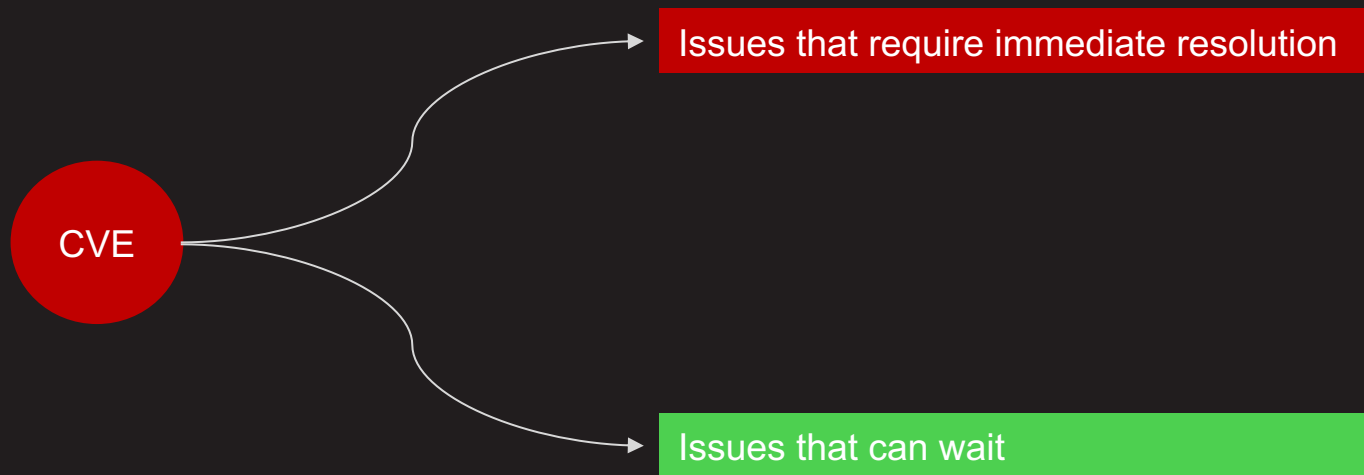 Issues that require immediate resolution
CVE
Issues that can wait